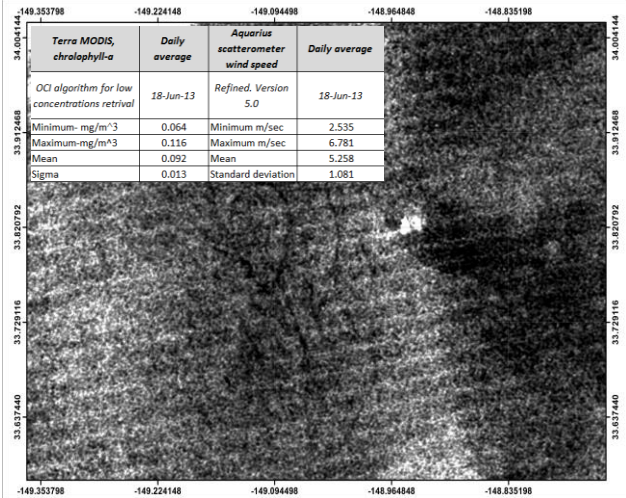 -149.353798 -149.224148 -149.094498 -148.964848 -148.835198
34.004144 34.004144
Terra MODIS, chrolophyll-a Daily average Aquarius scatterometer wind speed Daily average
OCI algorithm for low concentrations retrival 18-Jun-13 Refined. Version 5.0 18-Jun-13
33.912468 33.912468
Minimum- mg/m^3 0.064 Minimum m/sec 2.535
Maximum-mg/m^3 0.116 Maximum m/sec 6.781
Mean 0.092 Mean 5.258
Sigma 0.013 Standard deviation 1.081
33.820792 33.820792
33.729116 33.729116
33.637440 33.637440
-149.353798 -149.224148 -149.094498 -148.964848 -148.835198